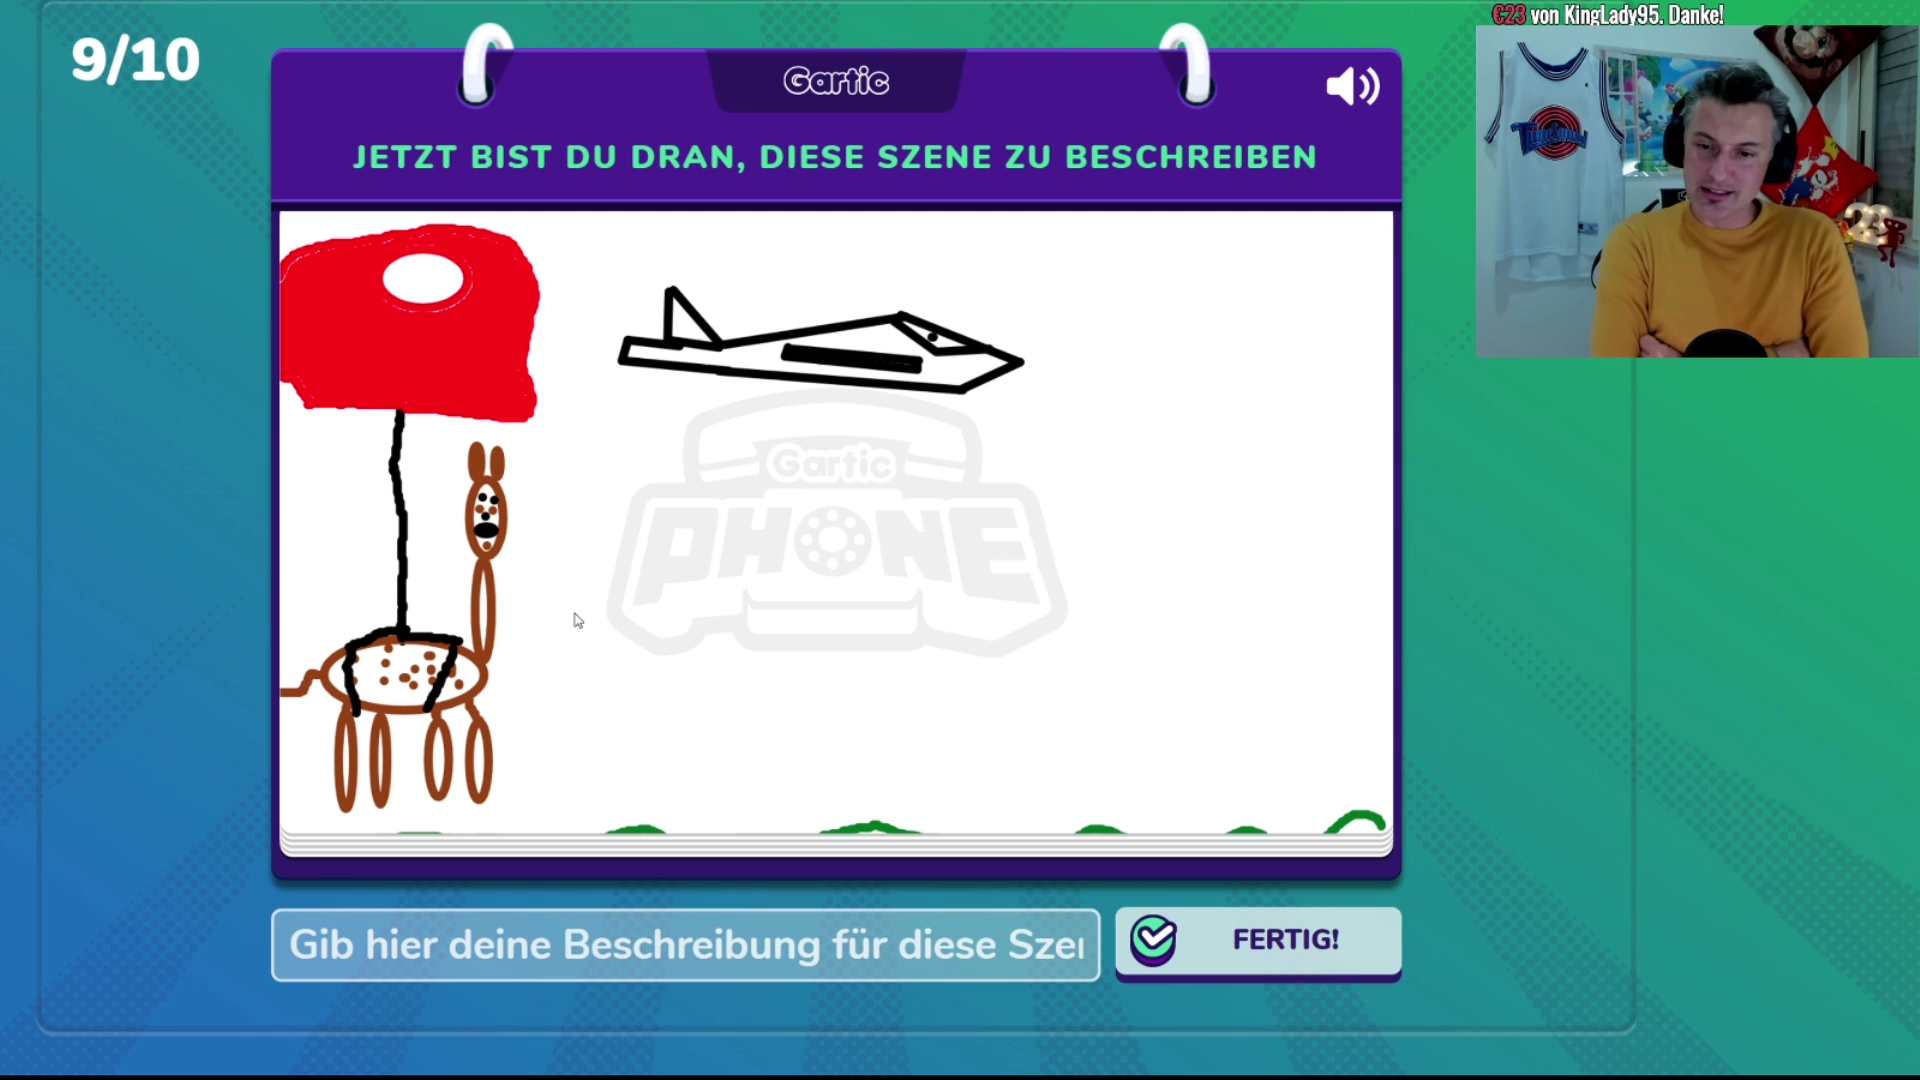 €23 von KingLady95. Danke!
9/10
Gartic
JETZT BIST DU DRAN, DIESE SZENE ZU BESCHREIBEN
Gartic
PHONE
Gib hier deine Beschreibung für diese Szen
FERTIG!